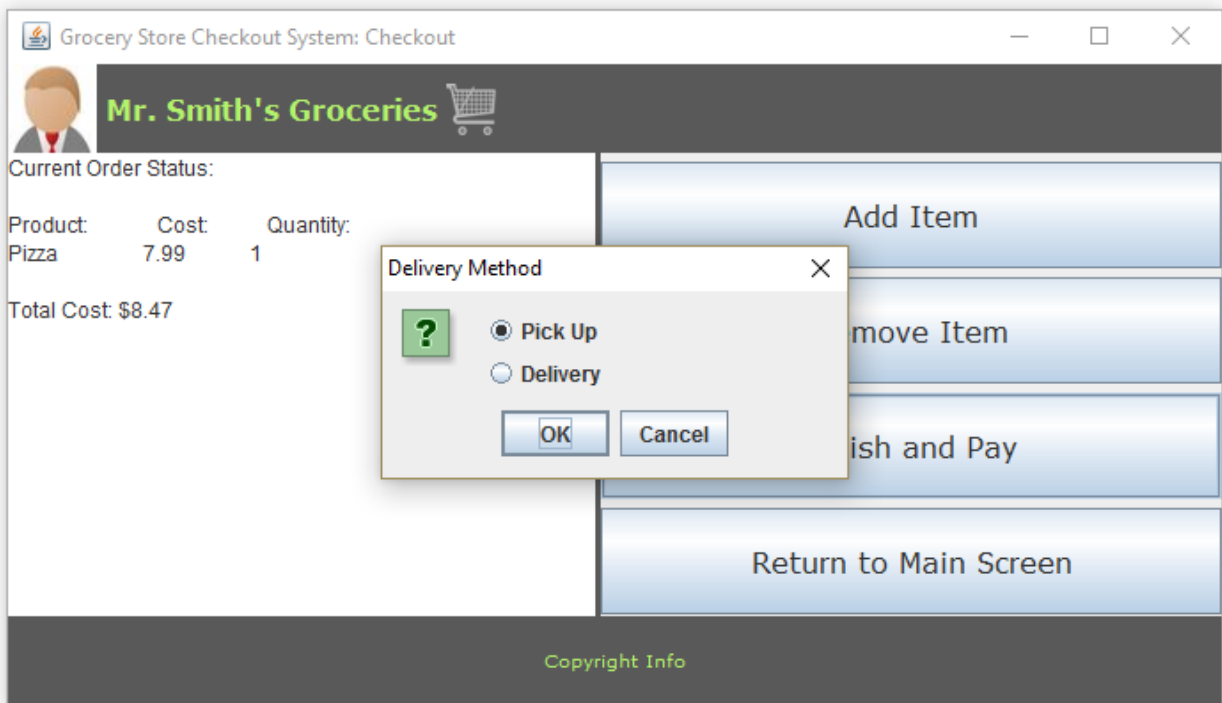 Grocery Store Checkout System: Checkout
Mr. Smith's Groceries
Current Order Status:
Product: Cost: Quantity:
Pizza 7.99 1
Total Cost: $8.47
Add Item
move Item
ish and Pay
Return to Main Screen
Delivery Method
?
Pick Up
Delivery
OK Cancel
Copyright Info